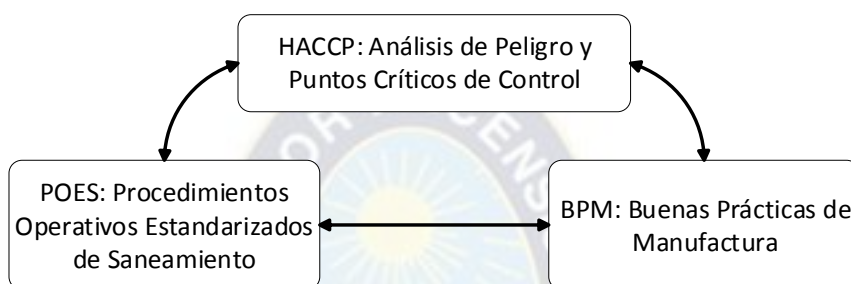 HACCP: Análisis de Peligro y
Puntos Críticos de Control
POES: Procedimientos
Operativos Estandarizados
de Saneamiento
BPM: Buenas Prácticas de
Manufactura